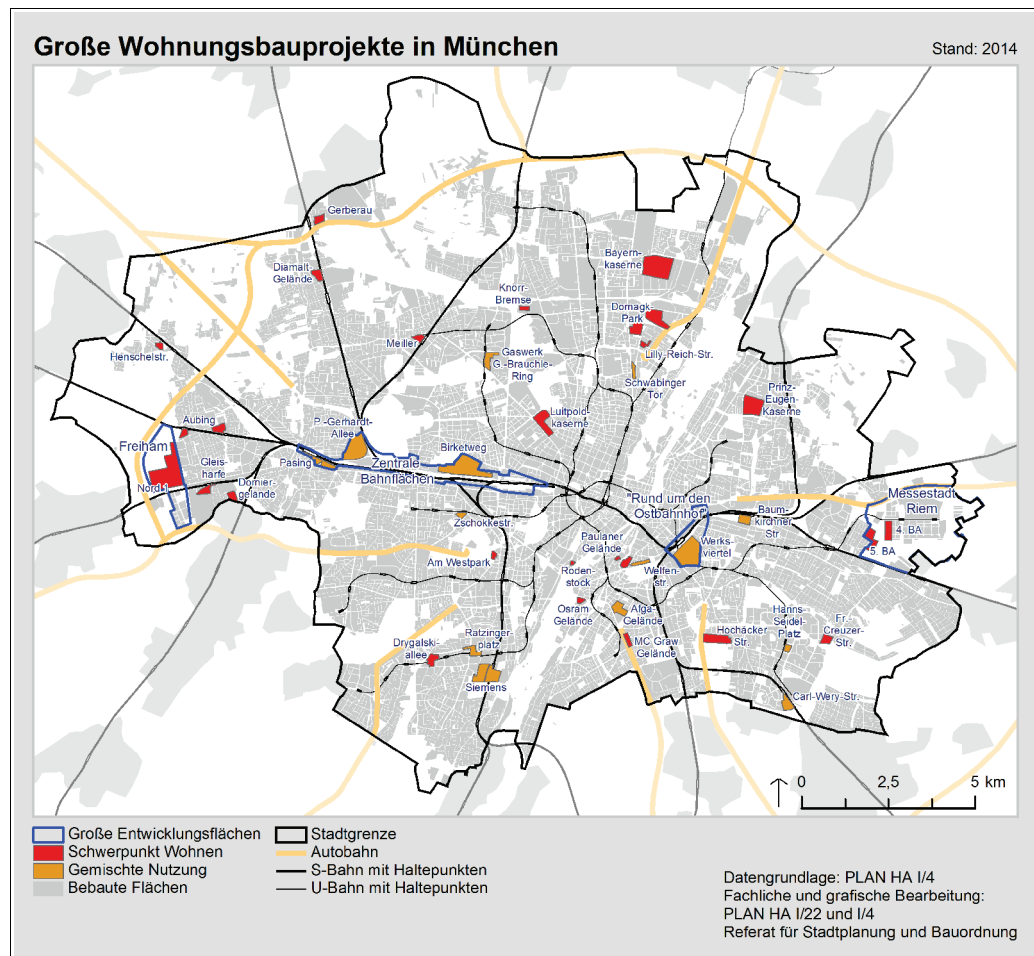 Große Wohnungsbauprojekte in München
Stand: 2014
Gerberau
Diamalt-
Gelände
Bayern-
kaserne
Knorr-
Bremse
Domagk-
Park
Henschelstr.
Meiller
Gaswerk
G.-Brauchle-
Ring
Lilly-Reich-Str.
Schwabinger
Tor
Prinz-
Eugen-
Kaserne
Luitpold-
kaserne
Aubing
P.-Gerhardt-
Allee
Freiham
Birketweg
Gleis-
harfe
Pasing
Zentrale
Bahnflächen
Nord 1
Dornier-
gelände
Messestadt
Riem
"Rund um den
Ostbahnhof"
Baum-
kirchner
Str.
4. BA
5. BA
Zschokkestr.
Paulaner
Gelände
Werks-
viertel
Am Westpark
Roden-
stock
Welfen-
str.
Osram
Gelände
Afga-
Gelände
Hanns-
Seidel-
Platz
Fr.
Creuzer-
Str.
Ratzinger-
platz
Drygalski-
allee
MC Graw
Gelände
Hochäcker
Str.
Siemens
Carl-Wery-Str.
0 2,5 5 km
Große Entwicklungsflächen
Schwerpunkt Wohnen
Gemischte Nutzung
Bebaute Flächen
Stadtgrenze
Autobahn
S-Bahn mit Haltepunkten
U-Bahn mit Haltepunkten
Datengrundlage: PLAN HA I/4
Fachliche und grafische Bearbeitung:
PLAN HA I/22 und I/4
Referat für Stadtplanung und Bauordnung